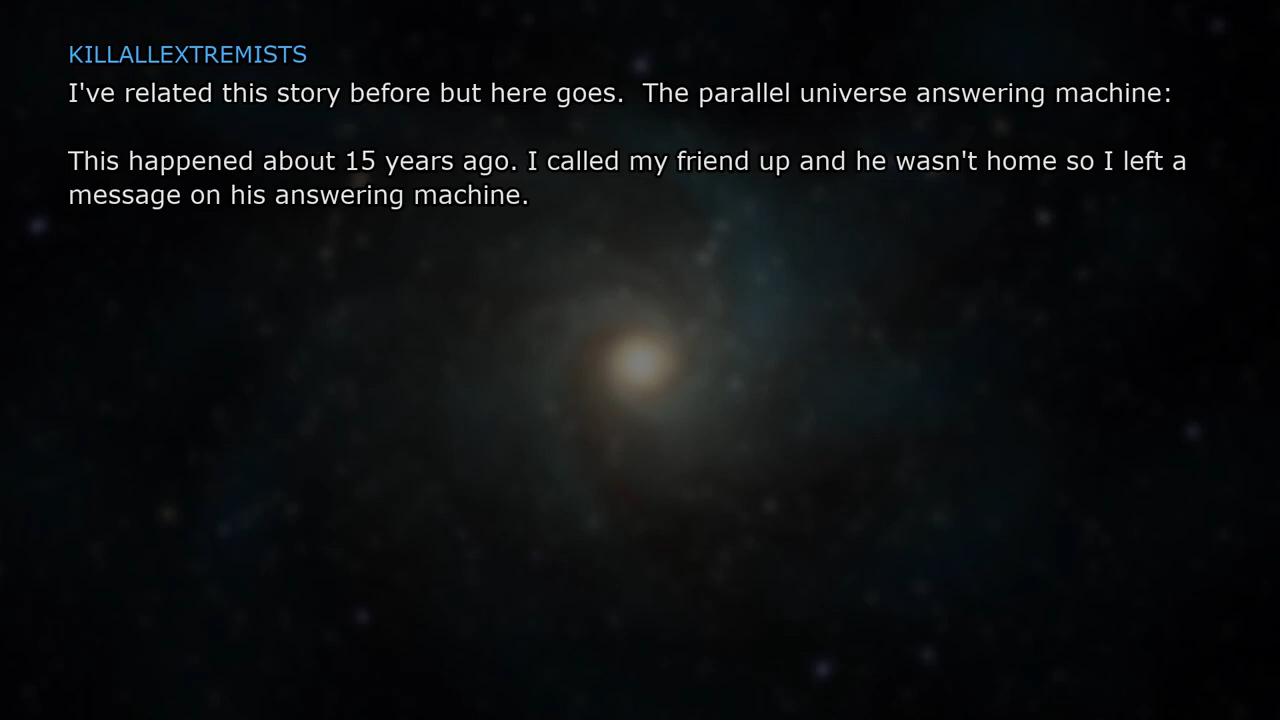 KILLALLEXTREMISTS
I've related this story before but here goes.  The parallel universe answering machine:
This happened about 15 years ago. I called my friend up and he wasn't home so I left a
message on his answering machine.